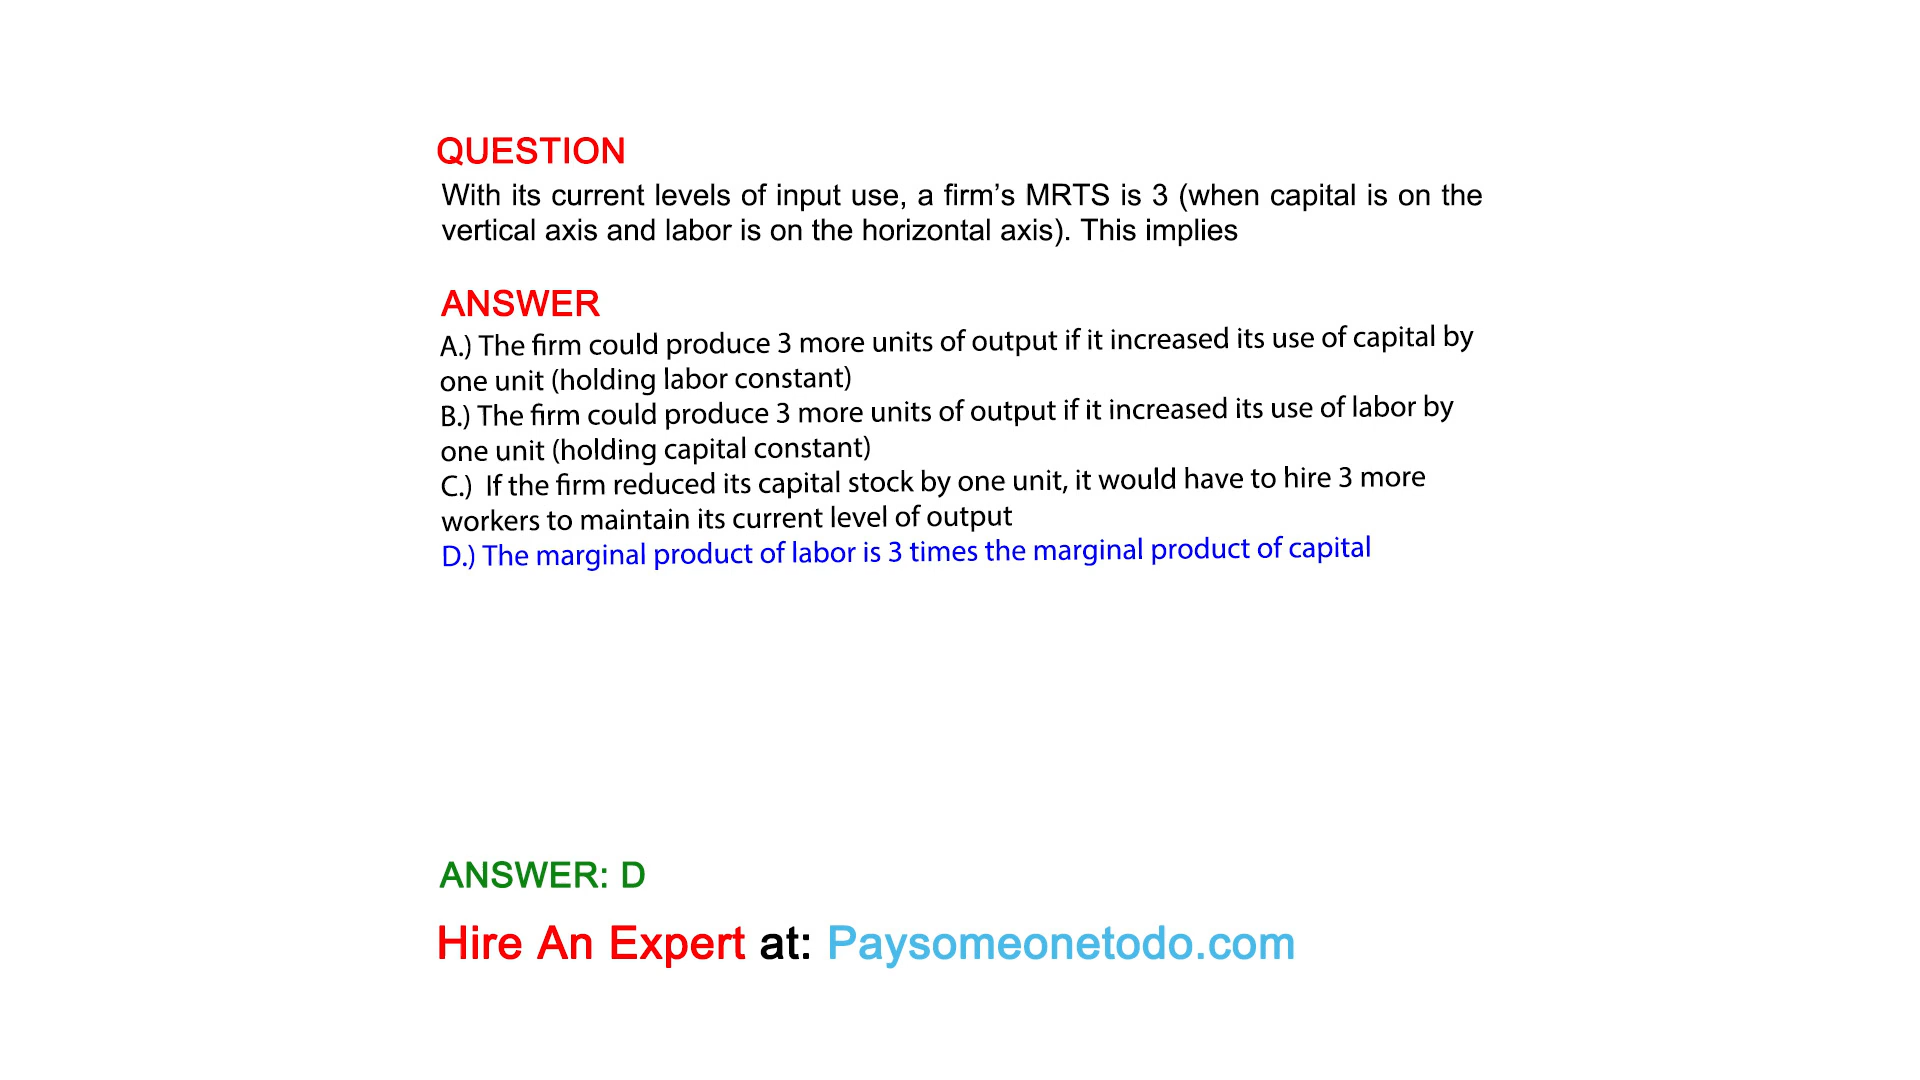 QUESTION
With its current levels of input use, a firm’s MRTS is 3 (when capital is on the
vertical axis and labor is on the horizontal axis). This implies
ANSWER
A.) The firm could produce 3 more units of output if it increased its use of capital by
one unit (holding labor constant)
B.) The firm could produce 3 more units of output if it increased its use of labor by
one unit (holding capital constant)
C.) If the firm reduced its capital stock by one unit, it would have to hire 3 more
workers to maintain its current level of output
D.) The marginal product of labor is 3 times the marginal product of capital
ANSWER: D
Hire An Expert at: Paysomeonetodo.com